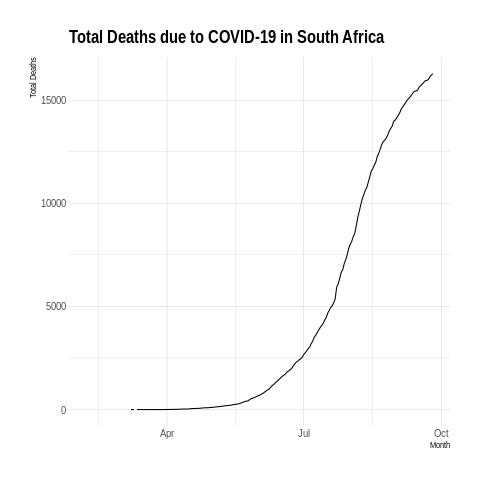 Total Deaths due to COVID-19 in South Africa
Total Deaths
15000
10000
5000
0
Apr
Jul
Oct
Month